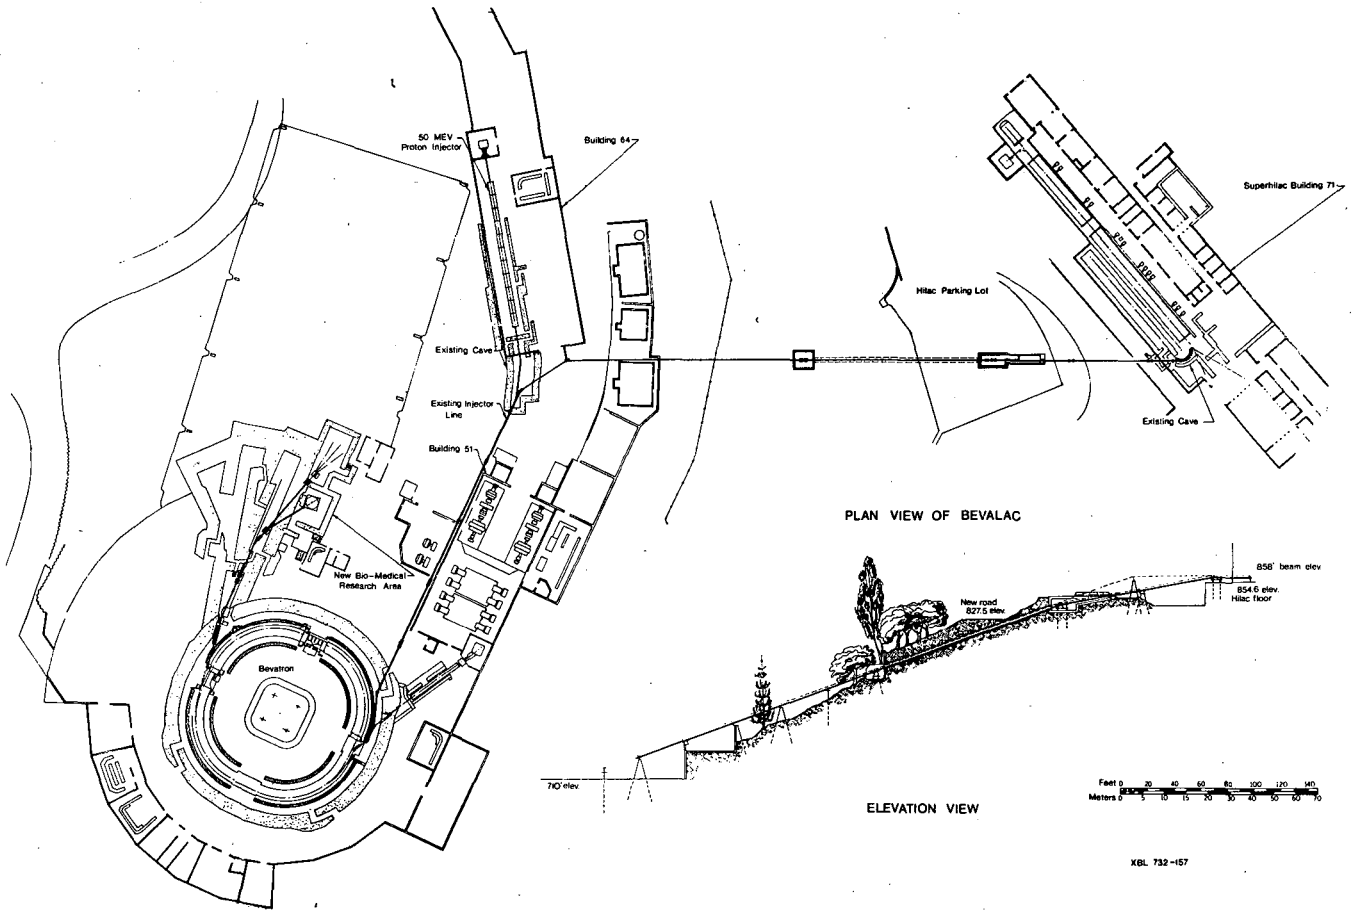 50 MEV
Proton Injector
Building 64
Superhilac Building 71
Hilac Parking Lot
Existing Cave
Existing Injector
Line
Existing Cave
Building 51
PLAN VIEW OF BEVALAC
New Bio-Medical
Research Area
Bevatron
858' beam elev.
854.6 elev.
Hilac floor
New road
827.5 elev.
710' elev.
ELEVATION VIEW
Feet 0 20 40 60 80 100 120 140
Meters 0 5 10 15 20 30 40 50 60 70
XBL 732-157